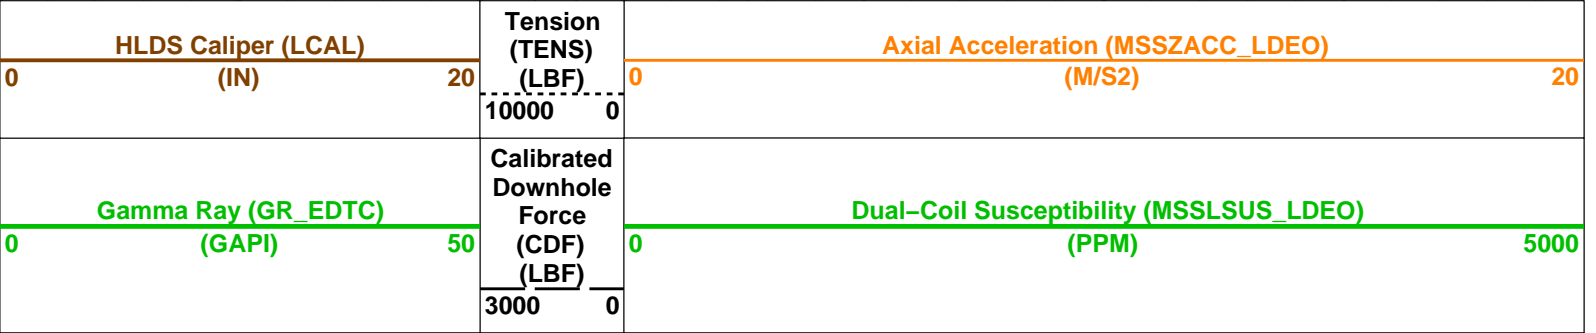 HLDS Caliper (LCAL)
0 (IN) 20
Tension
(TENS)
(LBF)
10000 0
Axial Acceleration (MSSZACC_LDEO)
0 (M/S2) 20
Gamma Ray (GR_EDTC)
0 (GAPI) 50
Calibrated
Downhole
Force
(CDF)
(LBF)
3000 0
Dual−Coil Susceptibility (MSSLSUS_LDEO)
0 (PPM) 5000